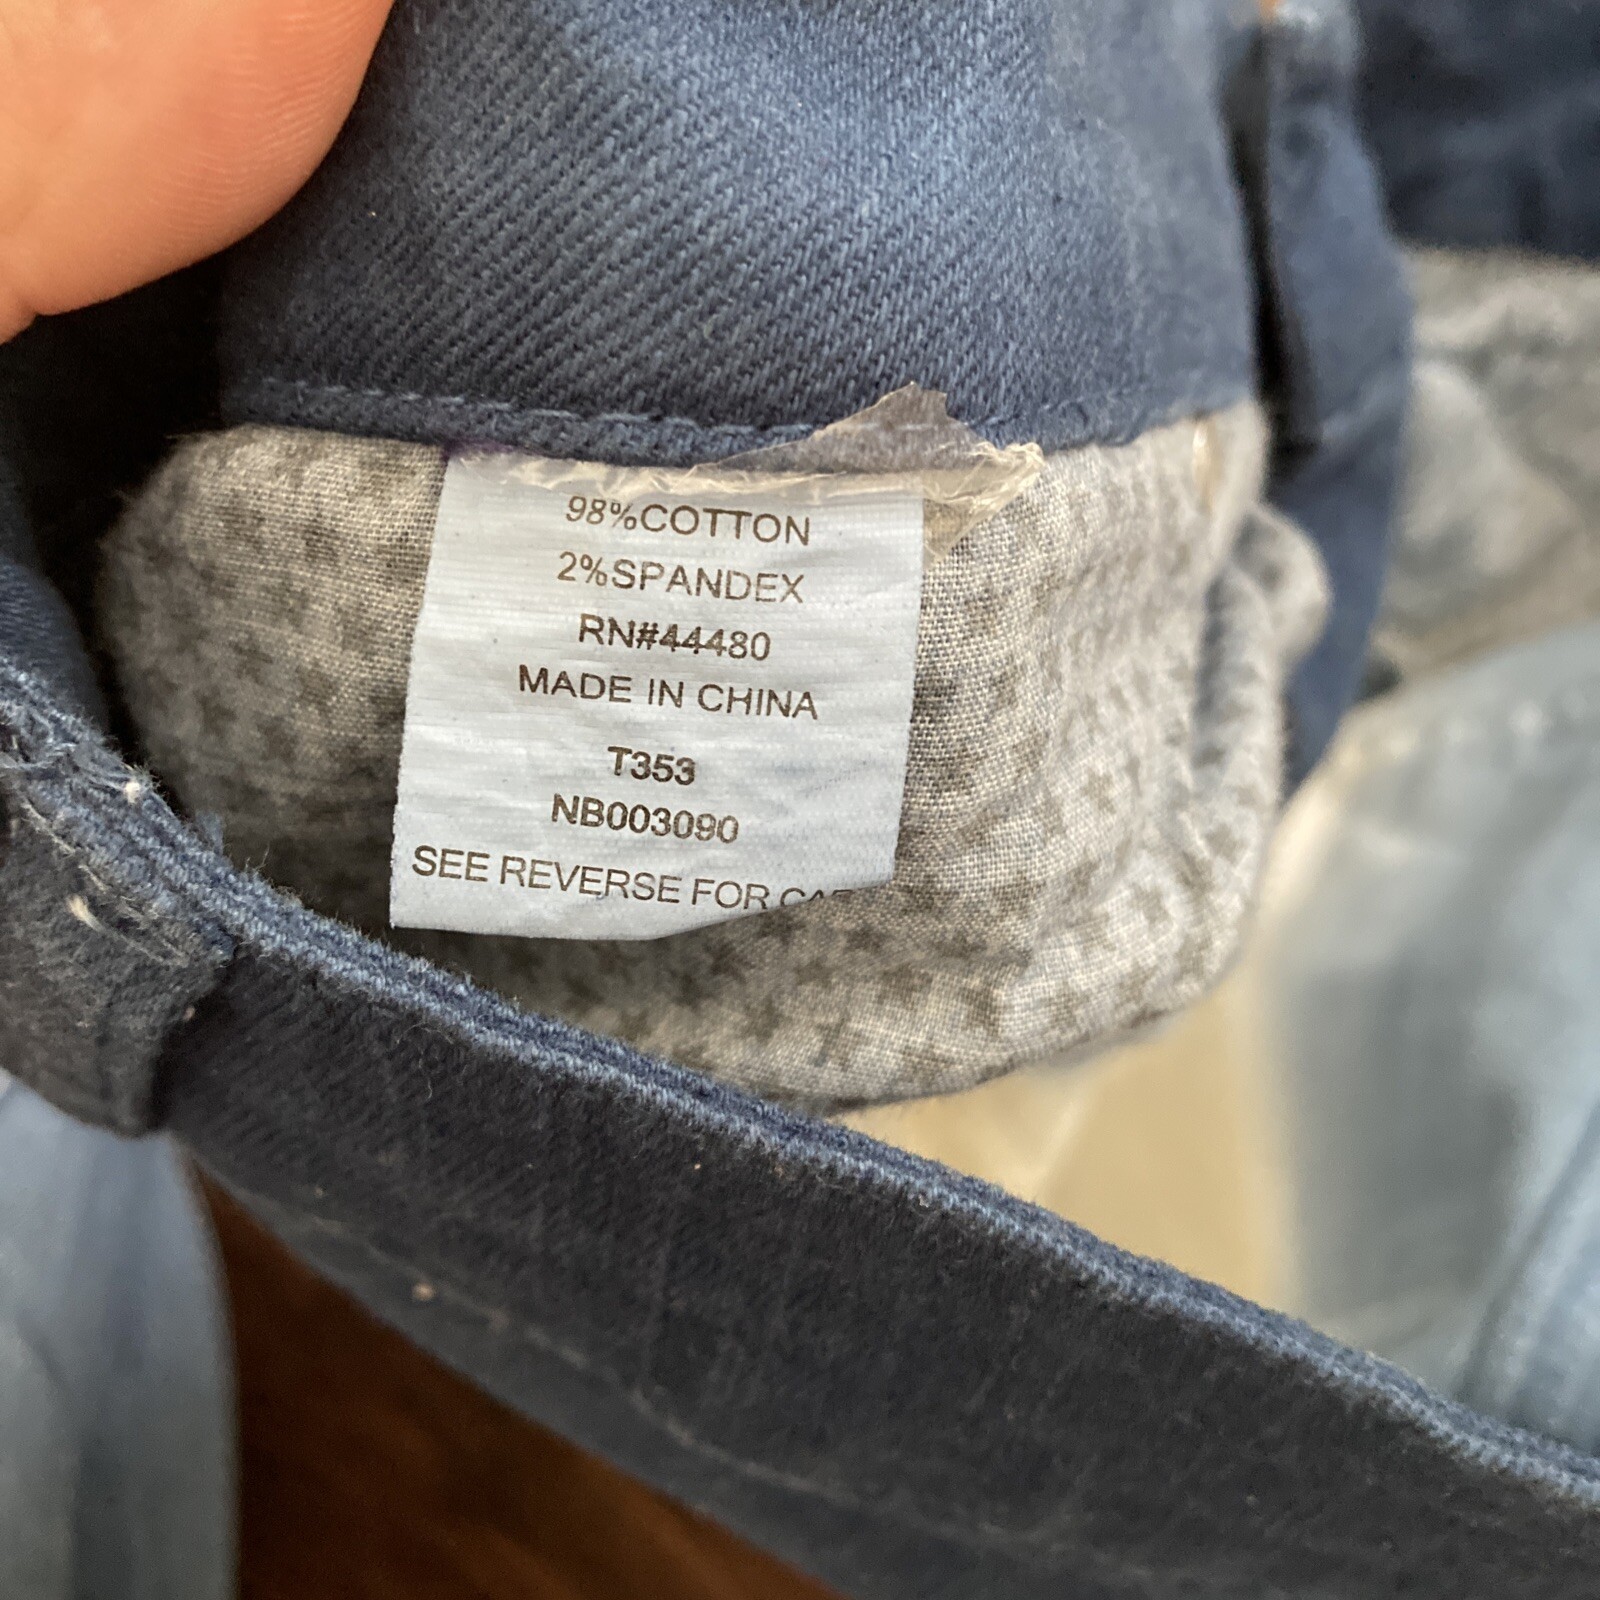 98%COTTON
2%SPANDEX
RN#44480
MADE IN CHINA
T353
NB003090
SEE REVERSE FOR